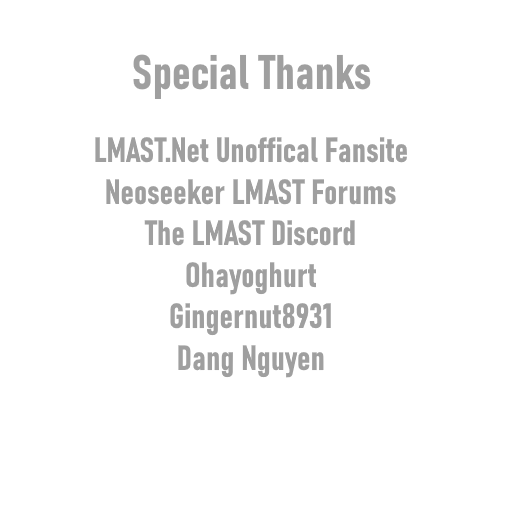 Special Thanks
LMAST.Net Unoffical Fansite
Neoseeker LMAST Forums
The LMAST Discord
Ohayoghurt
Gingernut8931
Dang Nguyen